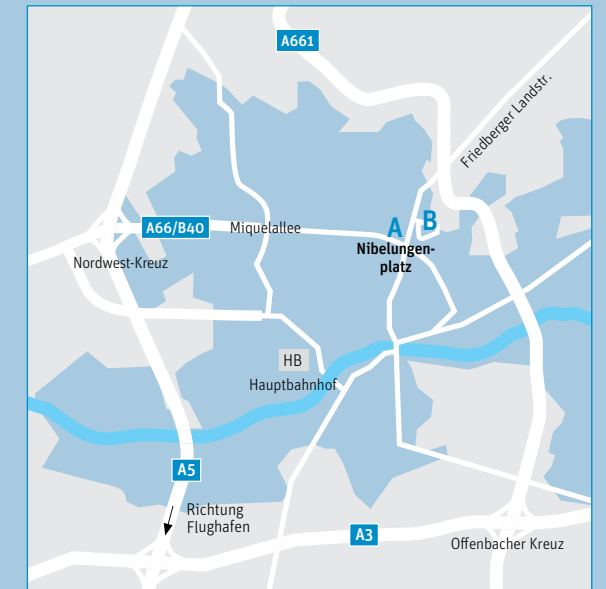 A661
Friedberger Landstr.
A66/B40
Miquelallee
A
B
Nibelungen-
platz
Nordwest-Kreuz
HB
Hauptbahnhof
A5
Richtung
Flughafen
A3
Offenbacher Kreuz